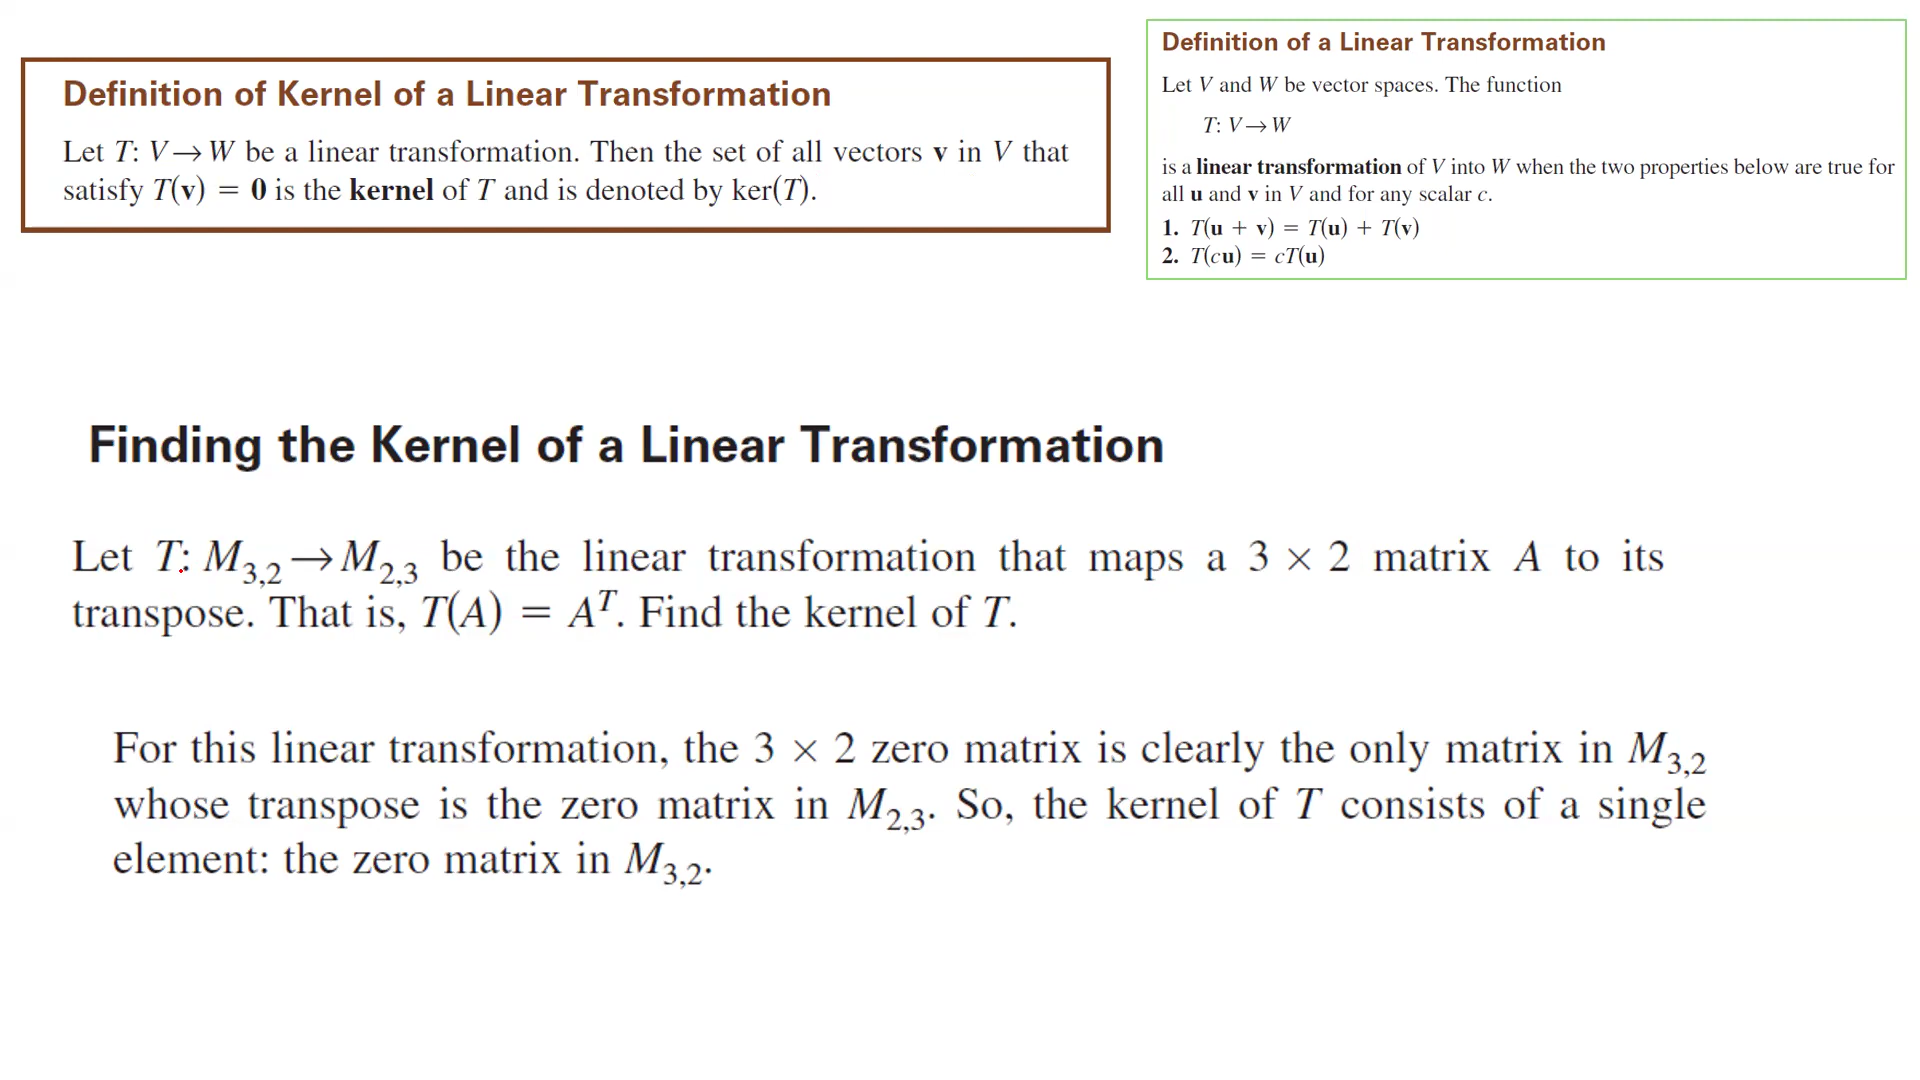 Definition of Kernel of a Linear Transformation
Let T: V → W be a linear transformation. Then the set of all vectors v in V that
satisfy T(v) = 0 is the kernel of T and is denoted by ker(T).
Definition of a Linear Transformation
Let V and W be vector spaces. The function
T: V → W
is a linear transformation of V into W when the two properties below are true for
all u and v in V and for any scalar c.
1. T(u + v) = T(u) + T(v)
2. T(cu) = cT(u)
Finding the Kernel of a Linear Transformation
Let T: M₃,₂ → M₂,₃ be the linear transformation that maps a 3 × 2 matrix A to its
transpose. That is, T(A) = Aᵀ. Find the kernel of T.
For this linear transformation, the 3 × 2 zero matrix is clearly the only matrix in M₃,₂
whose transpose is the zero matrix in M₂,₃. So, the kernel of T consists of a single
element: the zero matrix in M₃,₂.